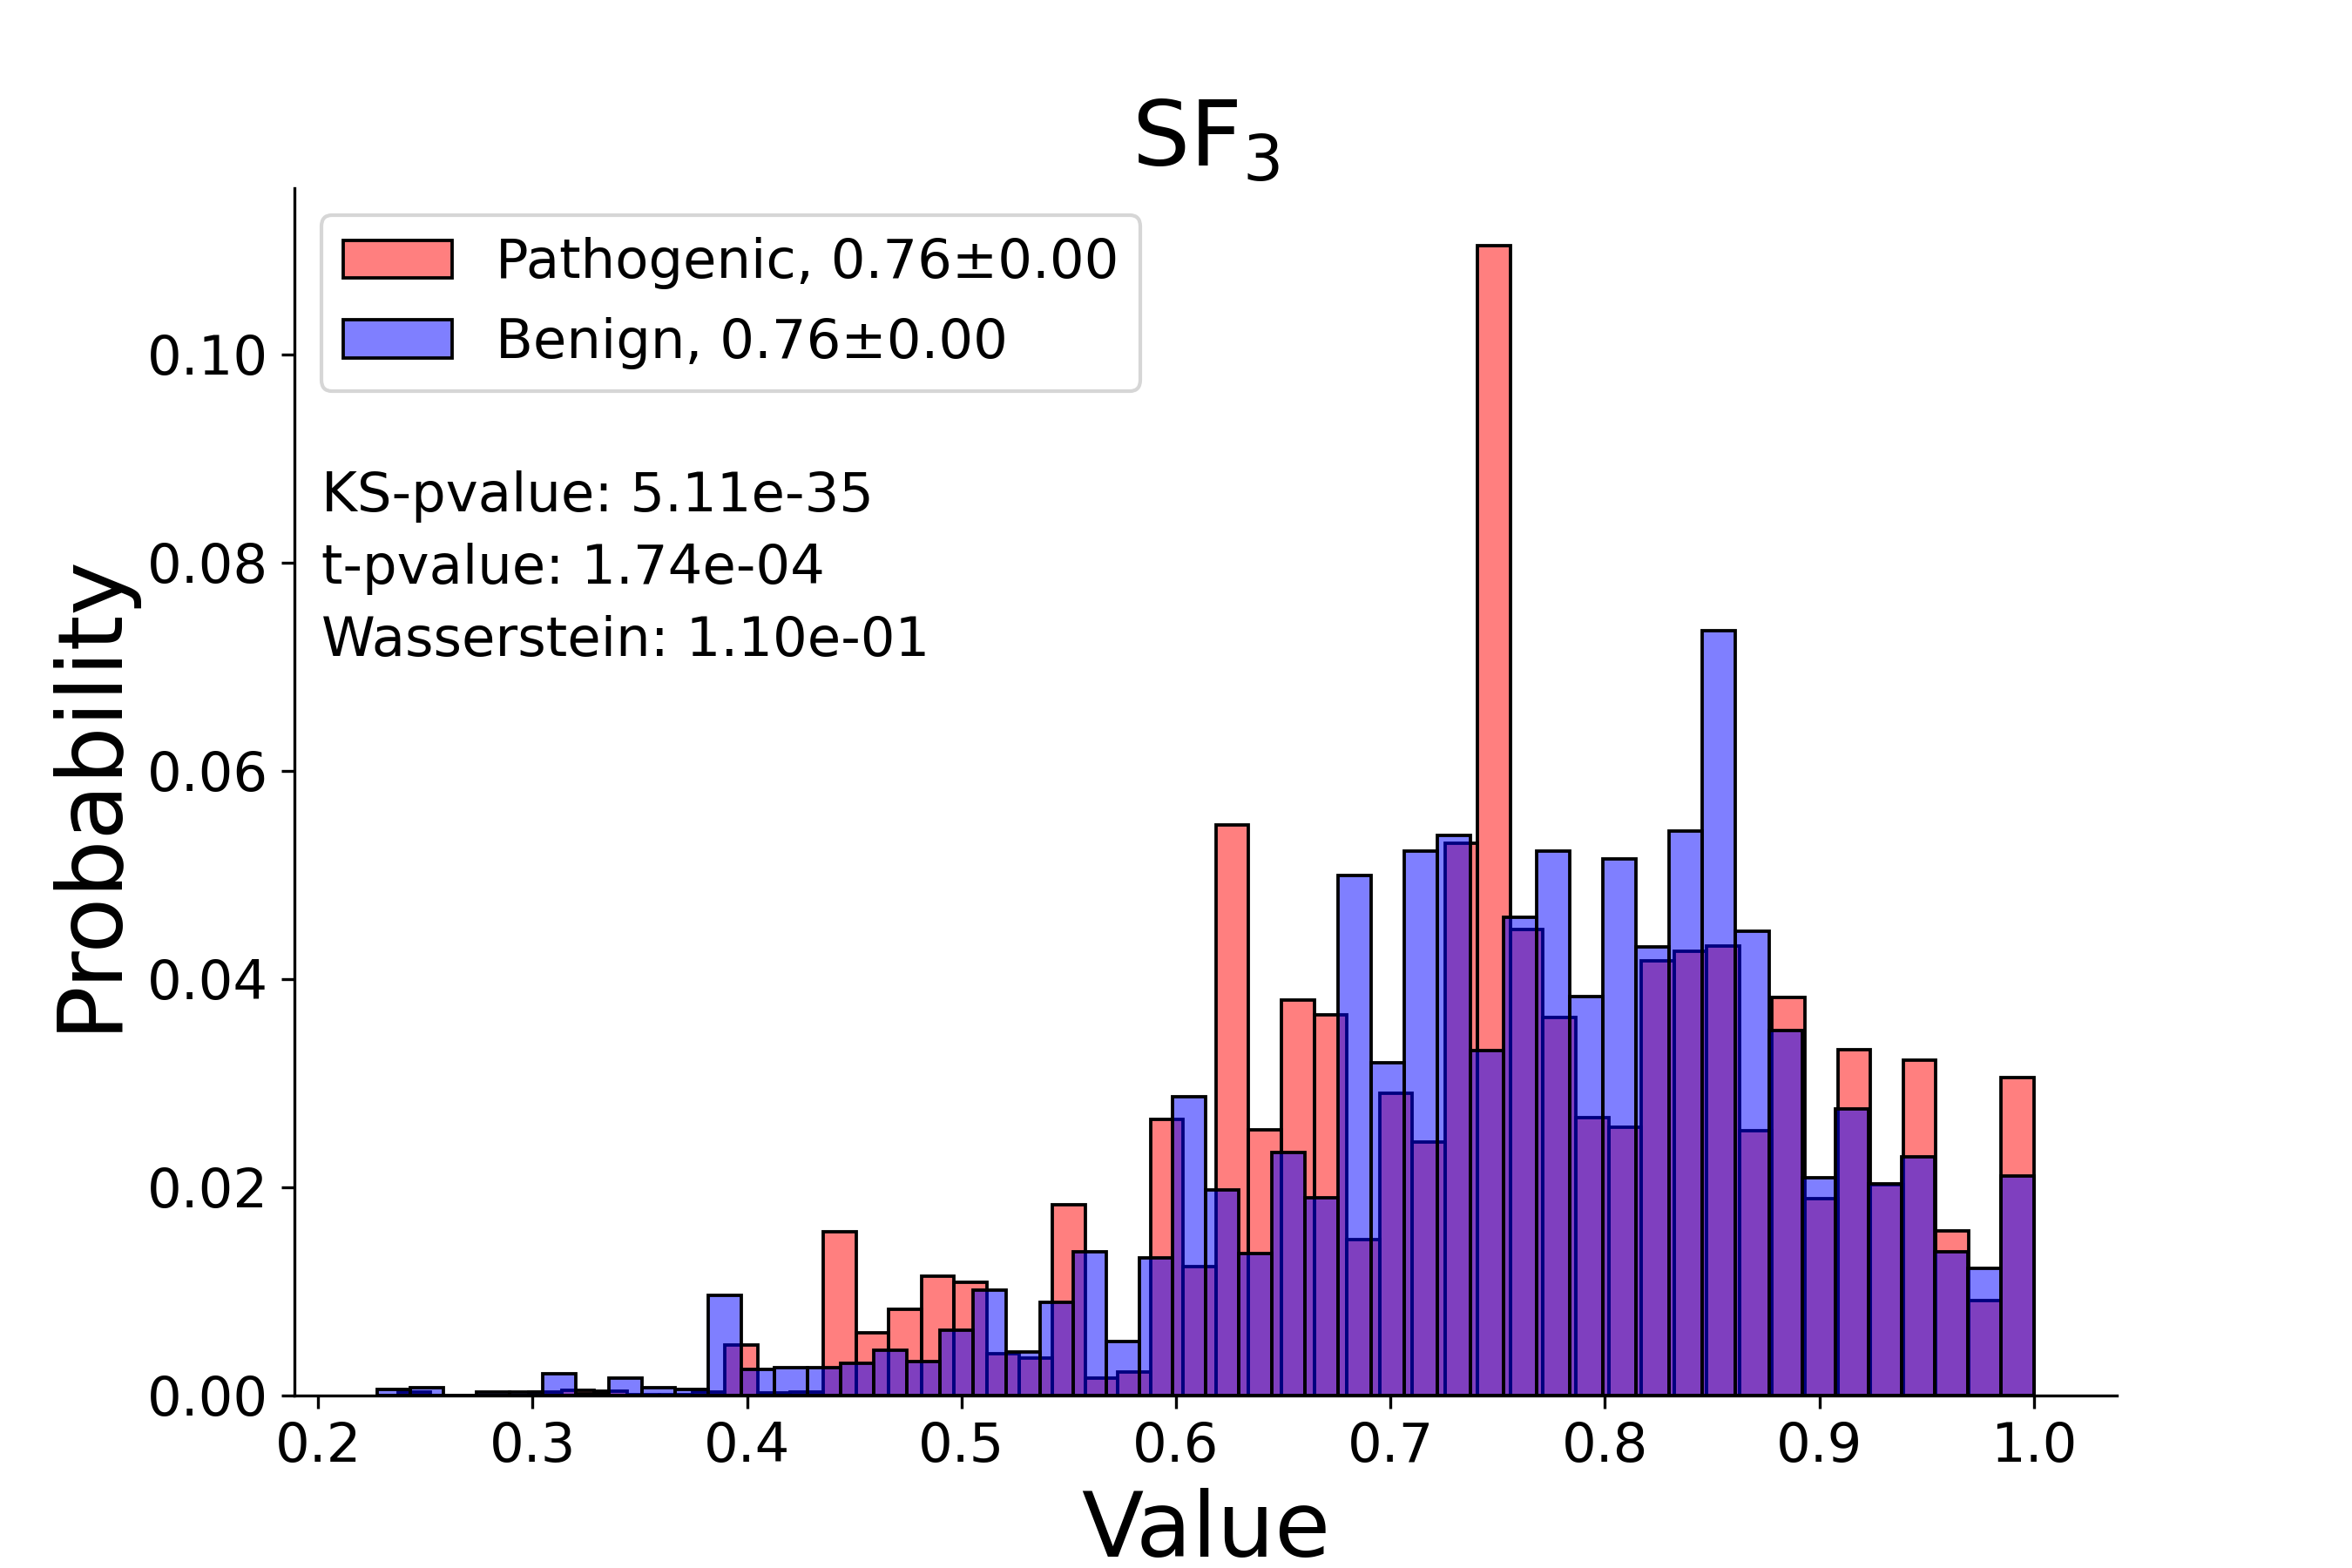 SF₃
Pathogenic, 0.76±0.00
Benign, 0.76±0.00
KS-pvalue: 5.11e-35
t-pvalue: 1.74e-04
Wasserstein: 1.10e-01
Probability
0.10
0.08
0.06
0.04
0.02
0.00
0.2 0.3 0.4 0.5 0.6 0.7 0.8 0.9 1.0
Value